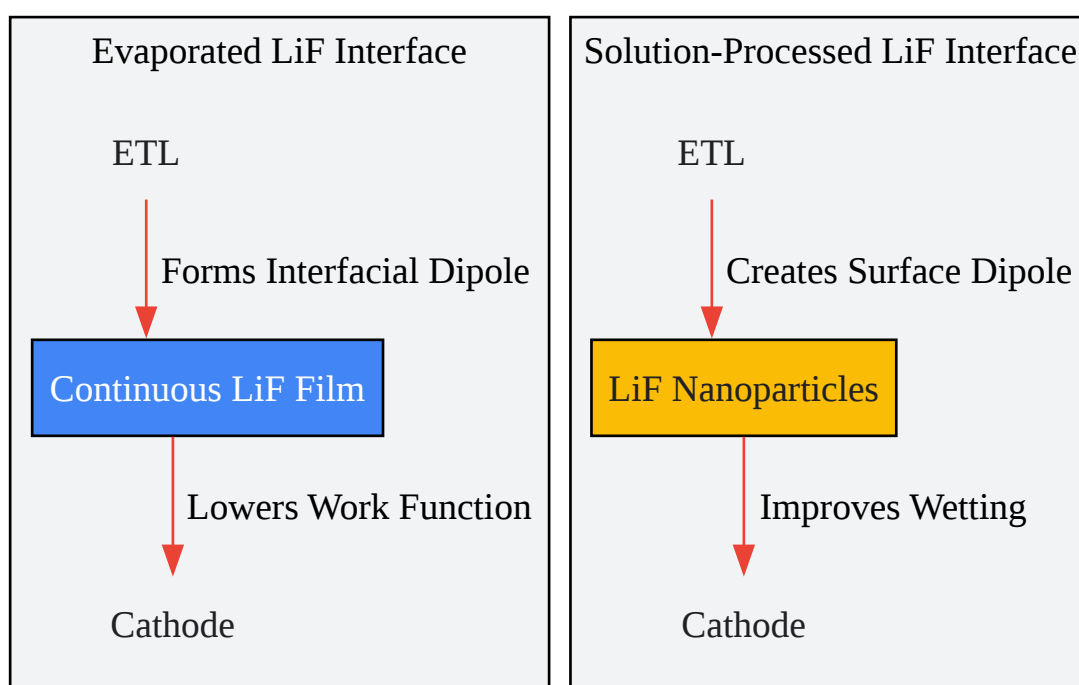 Evaporated LiF Interface
ETL
Forms Interfacial Dipole
Continuous LiF Film
Lowers Work Function
Cathode
Solution-Processed LiF Interface
ETL
Creates Surface Dipole
LiF Nanoparticles
Improves Wetting
Cathode